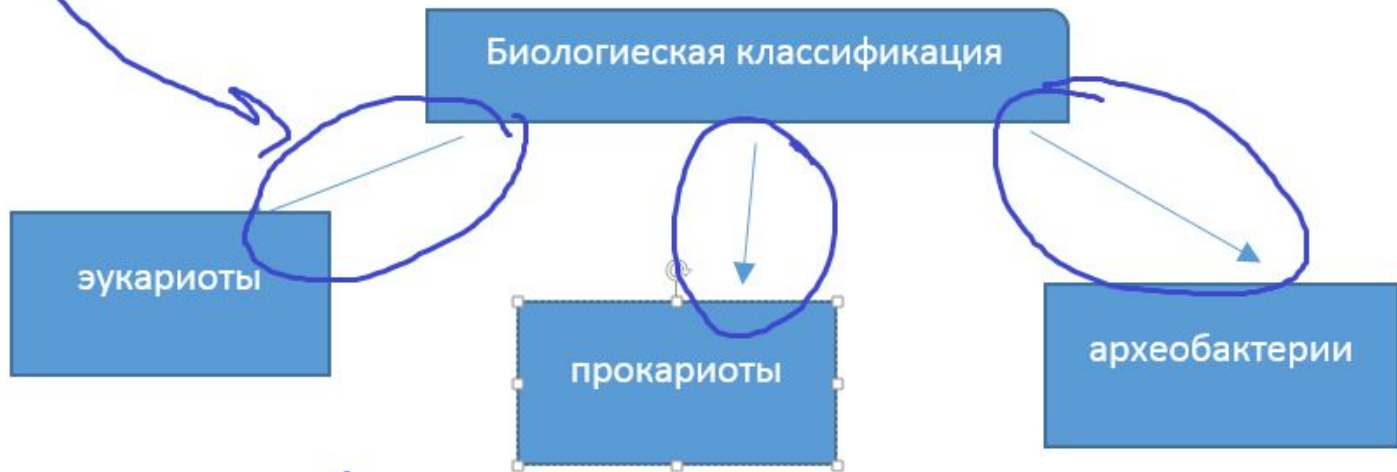 Биологиеская классификация
эукариоты
прокариоты
археобактерии